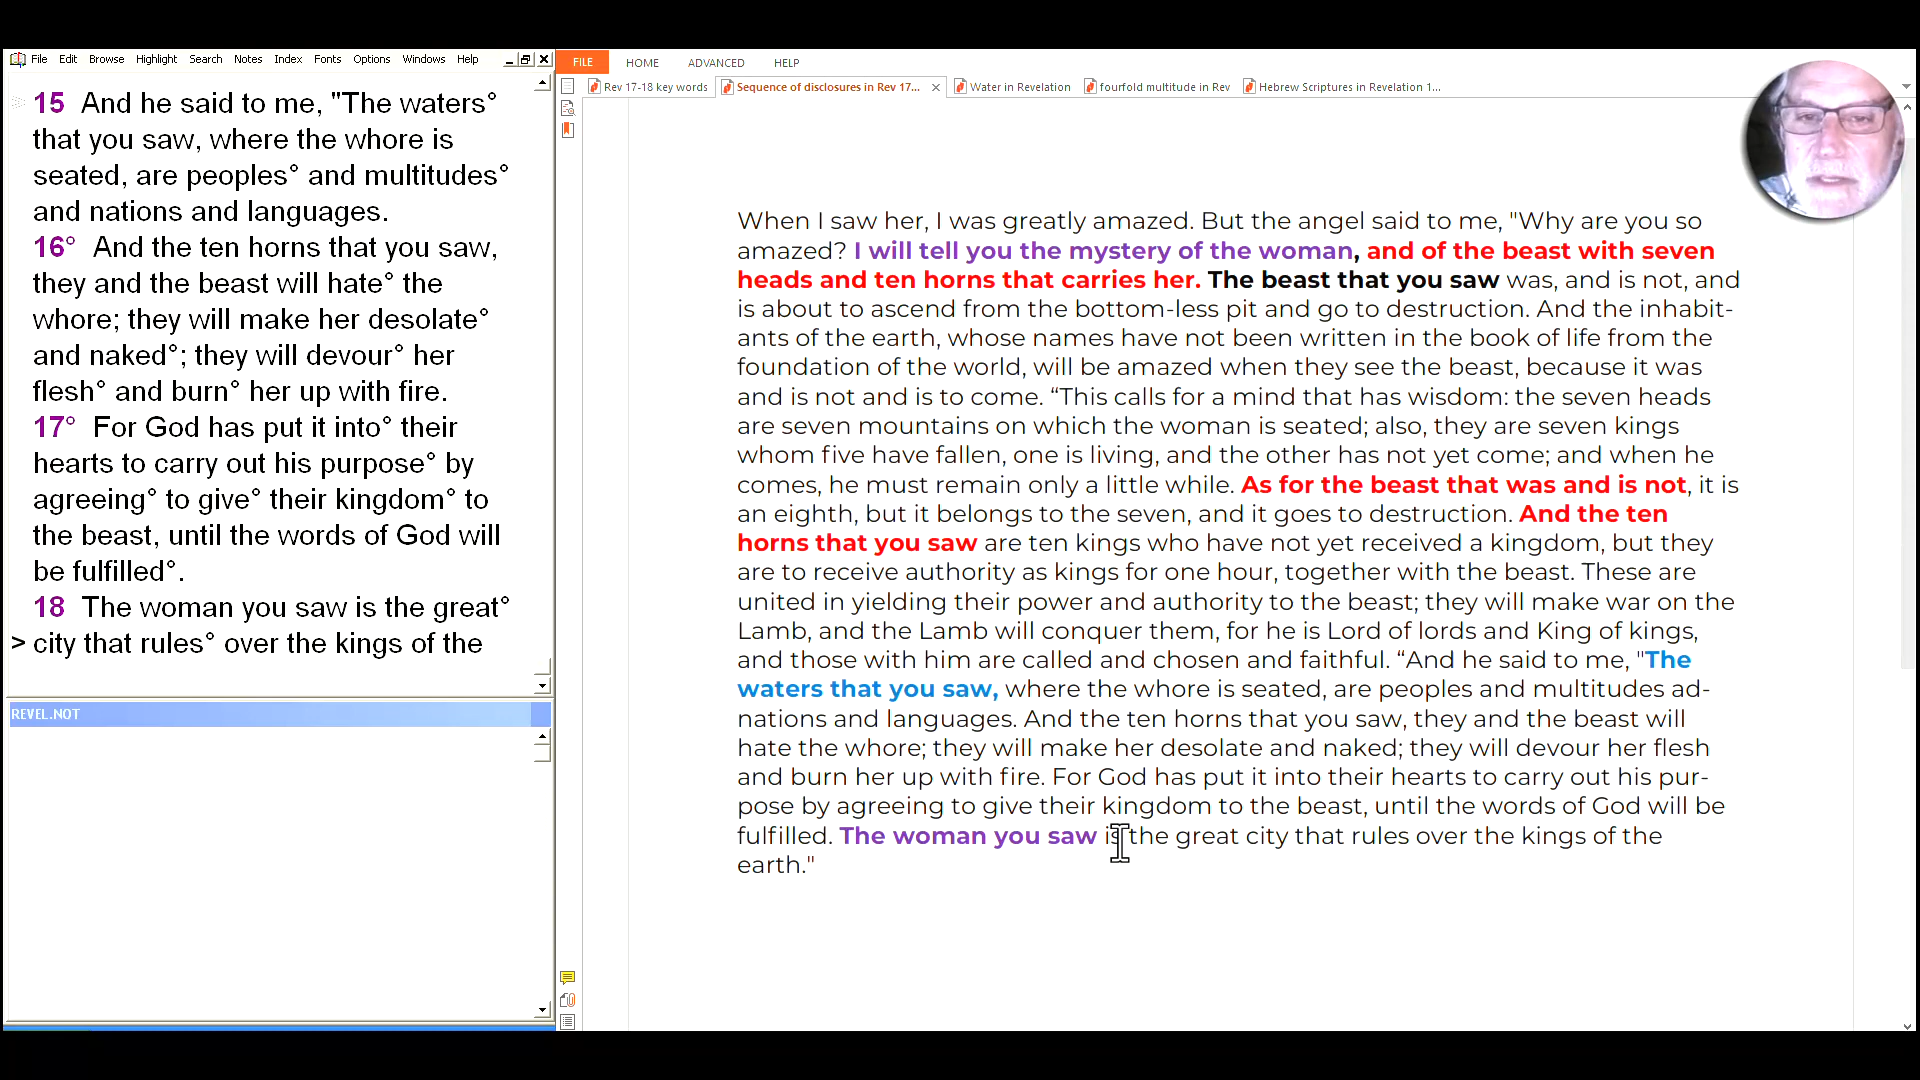 File Edit Browse Highlight Search Notes Index Fonts Options Windows Help
15 And he said to me, "The waters°
that you saw, where the whore is
seated, are peoples° and multitudes°
and nations and languages.
16° And the ten horns that you saw,
they and the beast will hate° the
whore; they will make her desolate°
and naked°; they will devour° her
flesh° and burn° her up with fire.
17° For God has put it into° their
hearts to carry out his purpose° by
agreeing° to give° their kingdom° to
the beast, until the words of God will
be fulfilled°.
18 The woman you saw is the great°
> city that rules° over the kings of the
REVEL.NOT
FILE HOME ADVANCED HELP
Rev 17-18 key words Sequence of disclosures in Rev 17... Water in Revelation fourfold multitude in Rev Hebrew Scriptures in Revelation 1...
When I saw her, I was greatly amazed. But the angel said to me, "Why are you so
amazed? I will tell you the mystery of the woman, and of the beast with seven
heads and ten horns that carries her. The beast that you saw was, and is not, and
is about to ascend from the bottom-less pit and go to destruction. And the inhabit-
ants of the earth, whose names have not been written in the book of life from the
foundation of the world, will be amazed when they see the beast, because it was
and is not and is to come. “This calls for a mind that has wisdom: the seven heads
are seven mountains on which the woman is seated; also, they are seven kings
whom five have fallen, one is living, and the other has not yet come; and when he
comes, he must remain only a little while. As for the beast that was and is not, it is
an eighth, but it belongs to the seven, and it goes to destruction. And the ten
horns that you saw are ten kings who have not yet received a kingdom, but they
are to receive authority as kings for one hour, together with the beast. These are
united in yielding their power and authority to the beast; they will make war on the
Lamb, and the Lamb will conquer them, for he is Lord of lords and King of kings,
and those with him are called and chosen and faithful. “And he said to me, "The
waters that you saw, where the whore is seated, are peoples and multitudes ad-
nations and languages. And the ten horns that you saw, they and the beast will
hate the whore; they will make her desolate and naked; they will devour her flesh
and burn her up with fire. For God has put it into their hearts to carry out his pur-
pose by agreeing to give their kingdom to the beast, until the words of God will be
fulfilled. The woman you saw is the great city that rules over the kings of the
earth."